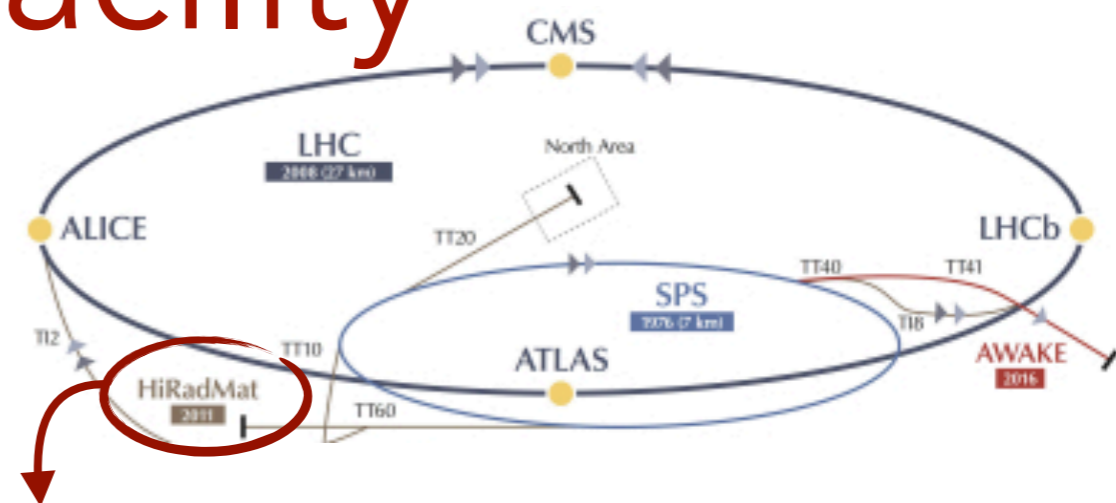 acility
CMS
LHC
2008 (27 km)
North Area
ALICE
TT20
LHCb
TT40
TT41
SPS
1976 (7 km)
TI8
TI2
TT10
ATLAS
AWAKE
2016
HiRadMat
2011
TT60